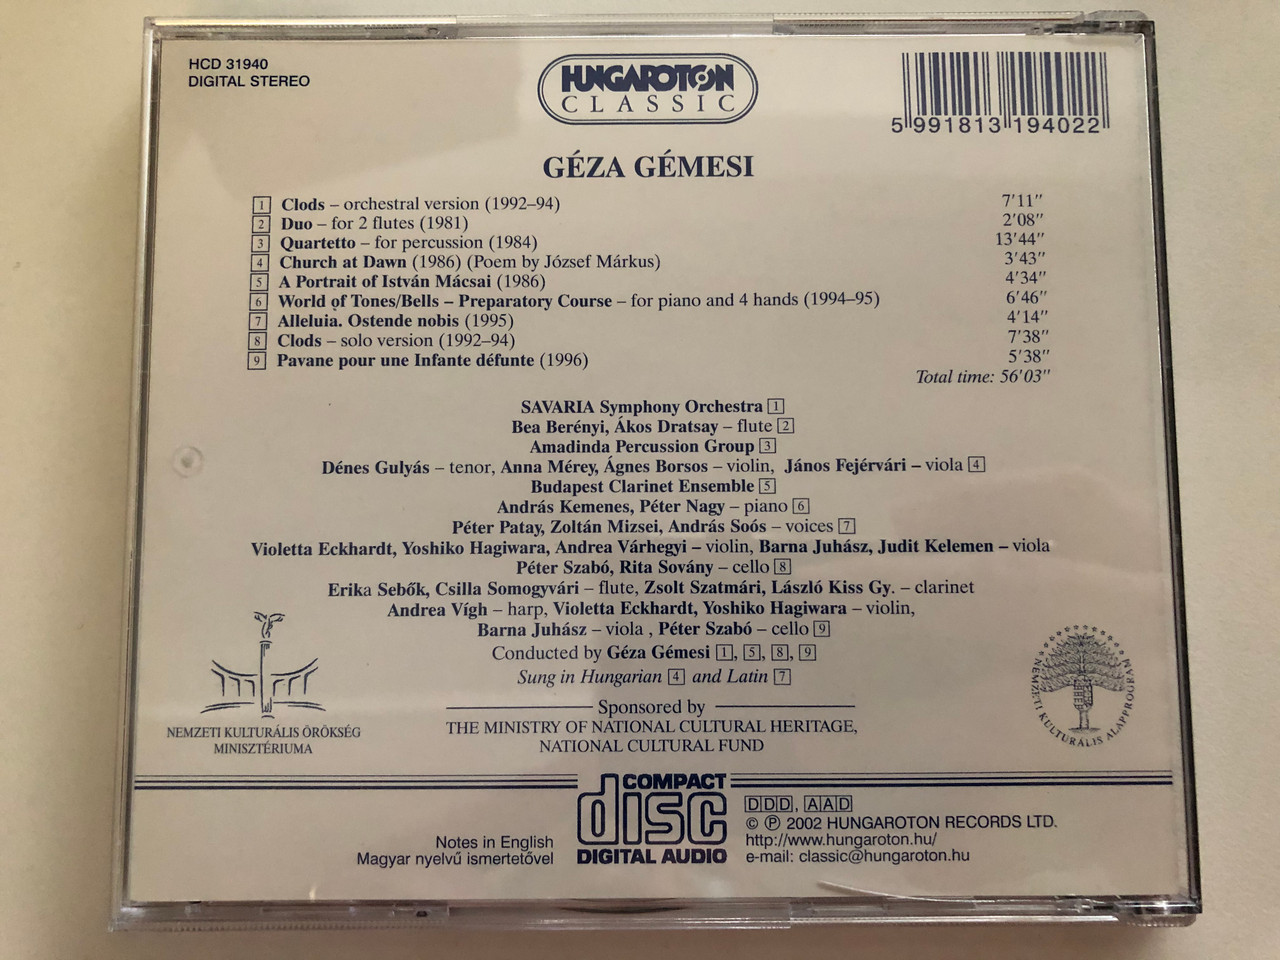 HCD 31940
DIGITAL STEREO
HUNGAROTON
CLASSIC
5 991813 194022
GÉZA GÉMESI
1 Clods – orchestral version (1992–94) 7'11"
2 Duo – for 2 flutes (1981) 2'08"
3 Quartetto – for percussion (1984) 13'44"
4 Church at Dawn (1986) (Poem by József Márkus) 3'43"
5 A Portrait of István Mácsai (1986) 4'34"
6 World of Tones/Bells – Preparatory Course – for piano and 4 hands (1994–95) 6'46"
7 Alleluia. Ostende nobis (1995) 4'14"
8 Clods – solo version (1992–94) 7'38"
9 Pavane pour une Infante défunte (1996) 5'38"
Total time: 56'03"
SAVARIA Symphony Orchestra 1
Bea Berényi, Ákos Dratsay – flute 2
Amadinda Percussion Group 3
Dénes Gulyás – tenor, Anna Mérey, Ágnes Borsos – violin, János Fejérvári – viola 4
Budapest Clarinet Ensemble 5
András Kemenes, Péter Nagy – piano 6
Péter Patay, Zoltán Mizsei, András Soós – voices 7
Violetta Eckhardt, Yoshiko Hagiwara, Andrea Várhegyi – violin, Barna Juhász, Judit Kelemen – viola
Péter Szabó, Rita Sovány – cello 8
Erika Sebők, Csilla Somogyvári – flute, Zsolt Szatmári, László Kiss Gy. – clarinet
Andrea Vígh – harp, Violetta Eckhardt, Yoshiko Hagiwara – violin,
Barna Juhász – viola , Péter Szabó – cello 9
Conducted by Géza Gémesi 1, 5, 8, 9
Sung in Hungarian 4 and Latin 7
Sponsored by
THE MINISTRY OF NATIONAL CULTURAL HERITAGE,
NATIONAL CULTURAL FUND
NEMZETI KULTURÁLIS ÖRÖKSÉG
MINISZTÉRIUMA
NEMZETI KULTURÁLIS ALAPPROGRAM
Notes in English
Magyar nyelvű ismertetővel
COMPACT
disc
DIGITAL AUDIO
DDD, AAD
© ℗ 2002 HUNGAROTON RECORDS LTD.
http://www.hungaroton.hu/
e-mail: classic@hungaroton.hu